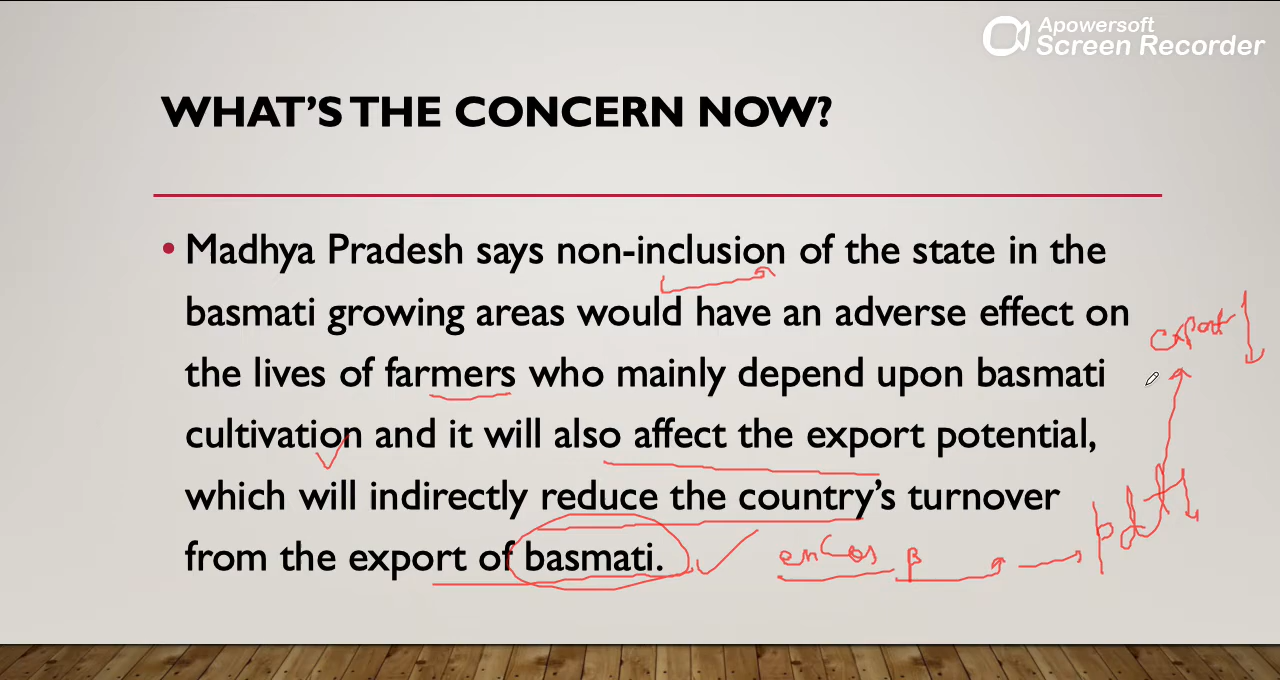 Apowersoft
Screen Recorder
WHAT'S THE CONCERN NOW?
• Madhya Pradesh says non-inclusion of the state in the
basmati growing areas would have an adverse effect on
the lives of farmers who mainly depend upon basmati
cultivation and it will also affect the export potential,
which will indirectly reduce the country's turnover
from the export of basmati.
export